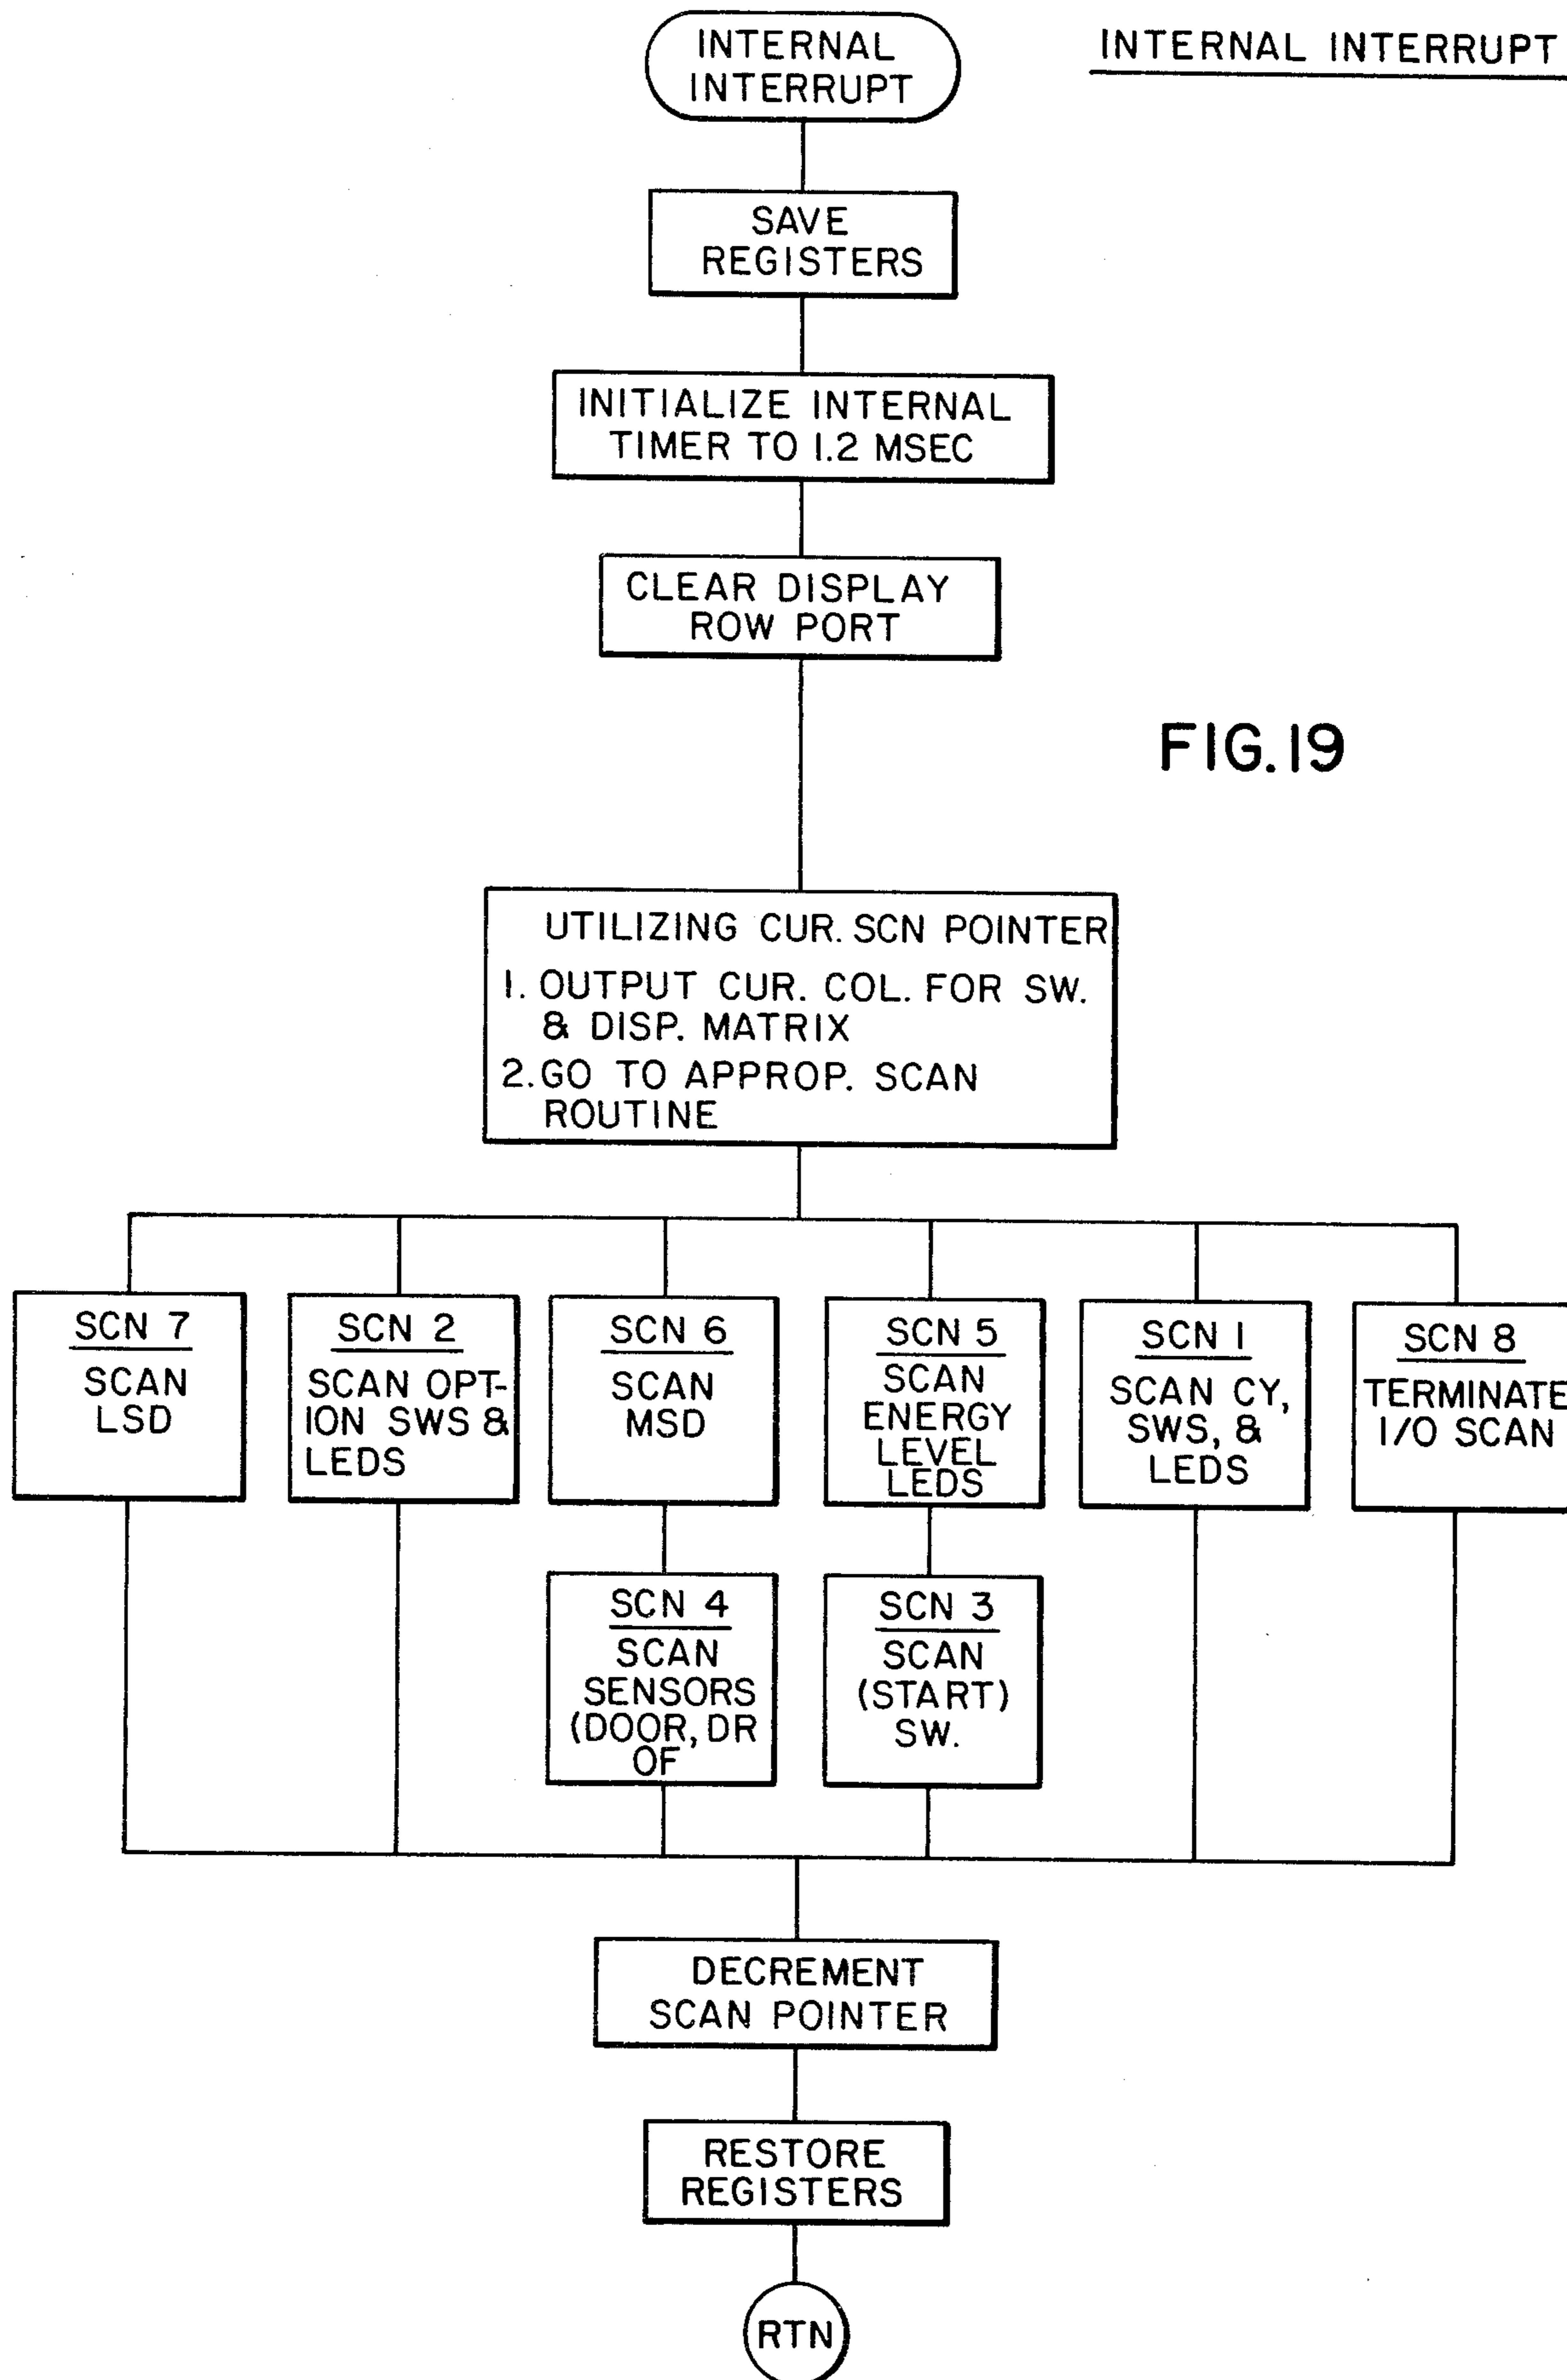 INTERNAL
INTERRUPT
INTERNAL INTERRUPT
SAVE
REGISTERS
INITIALIZE INTERNAL
TIMER TO 1.2 MSEC
CLEAR DISPLAY
ROW PORT
FIG. 19
UTILIZING CUR. SCN POINTER
1. OUTPUT CUR. COL. FOR SW.
& DISP. MATRIX
2. GO TO APPROP. SCAN
ROUTINE
SCN 7
SCAN
LSD
SCN 2
SCAN OPT-
ION SWS &
LEDS
SCN 6
SCAN
MSD
SCN 5
SCAN
ENERGY
LEVEL
LEDS
SCN 1
SCAN CY,
SWS, &
LEDS
SCN 8
TERMINATE
I/O SCAN
SCN 4
SCAN
SENSORS
(DOOR, DR
OF
SCN 3
SCAN
(START)
SW.
DECREMENT
SCAN POINTER
RESTORE
REGISTERS
RTN